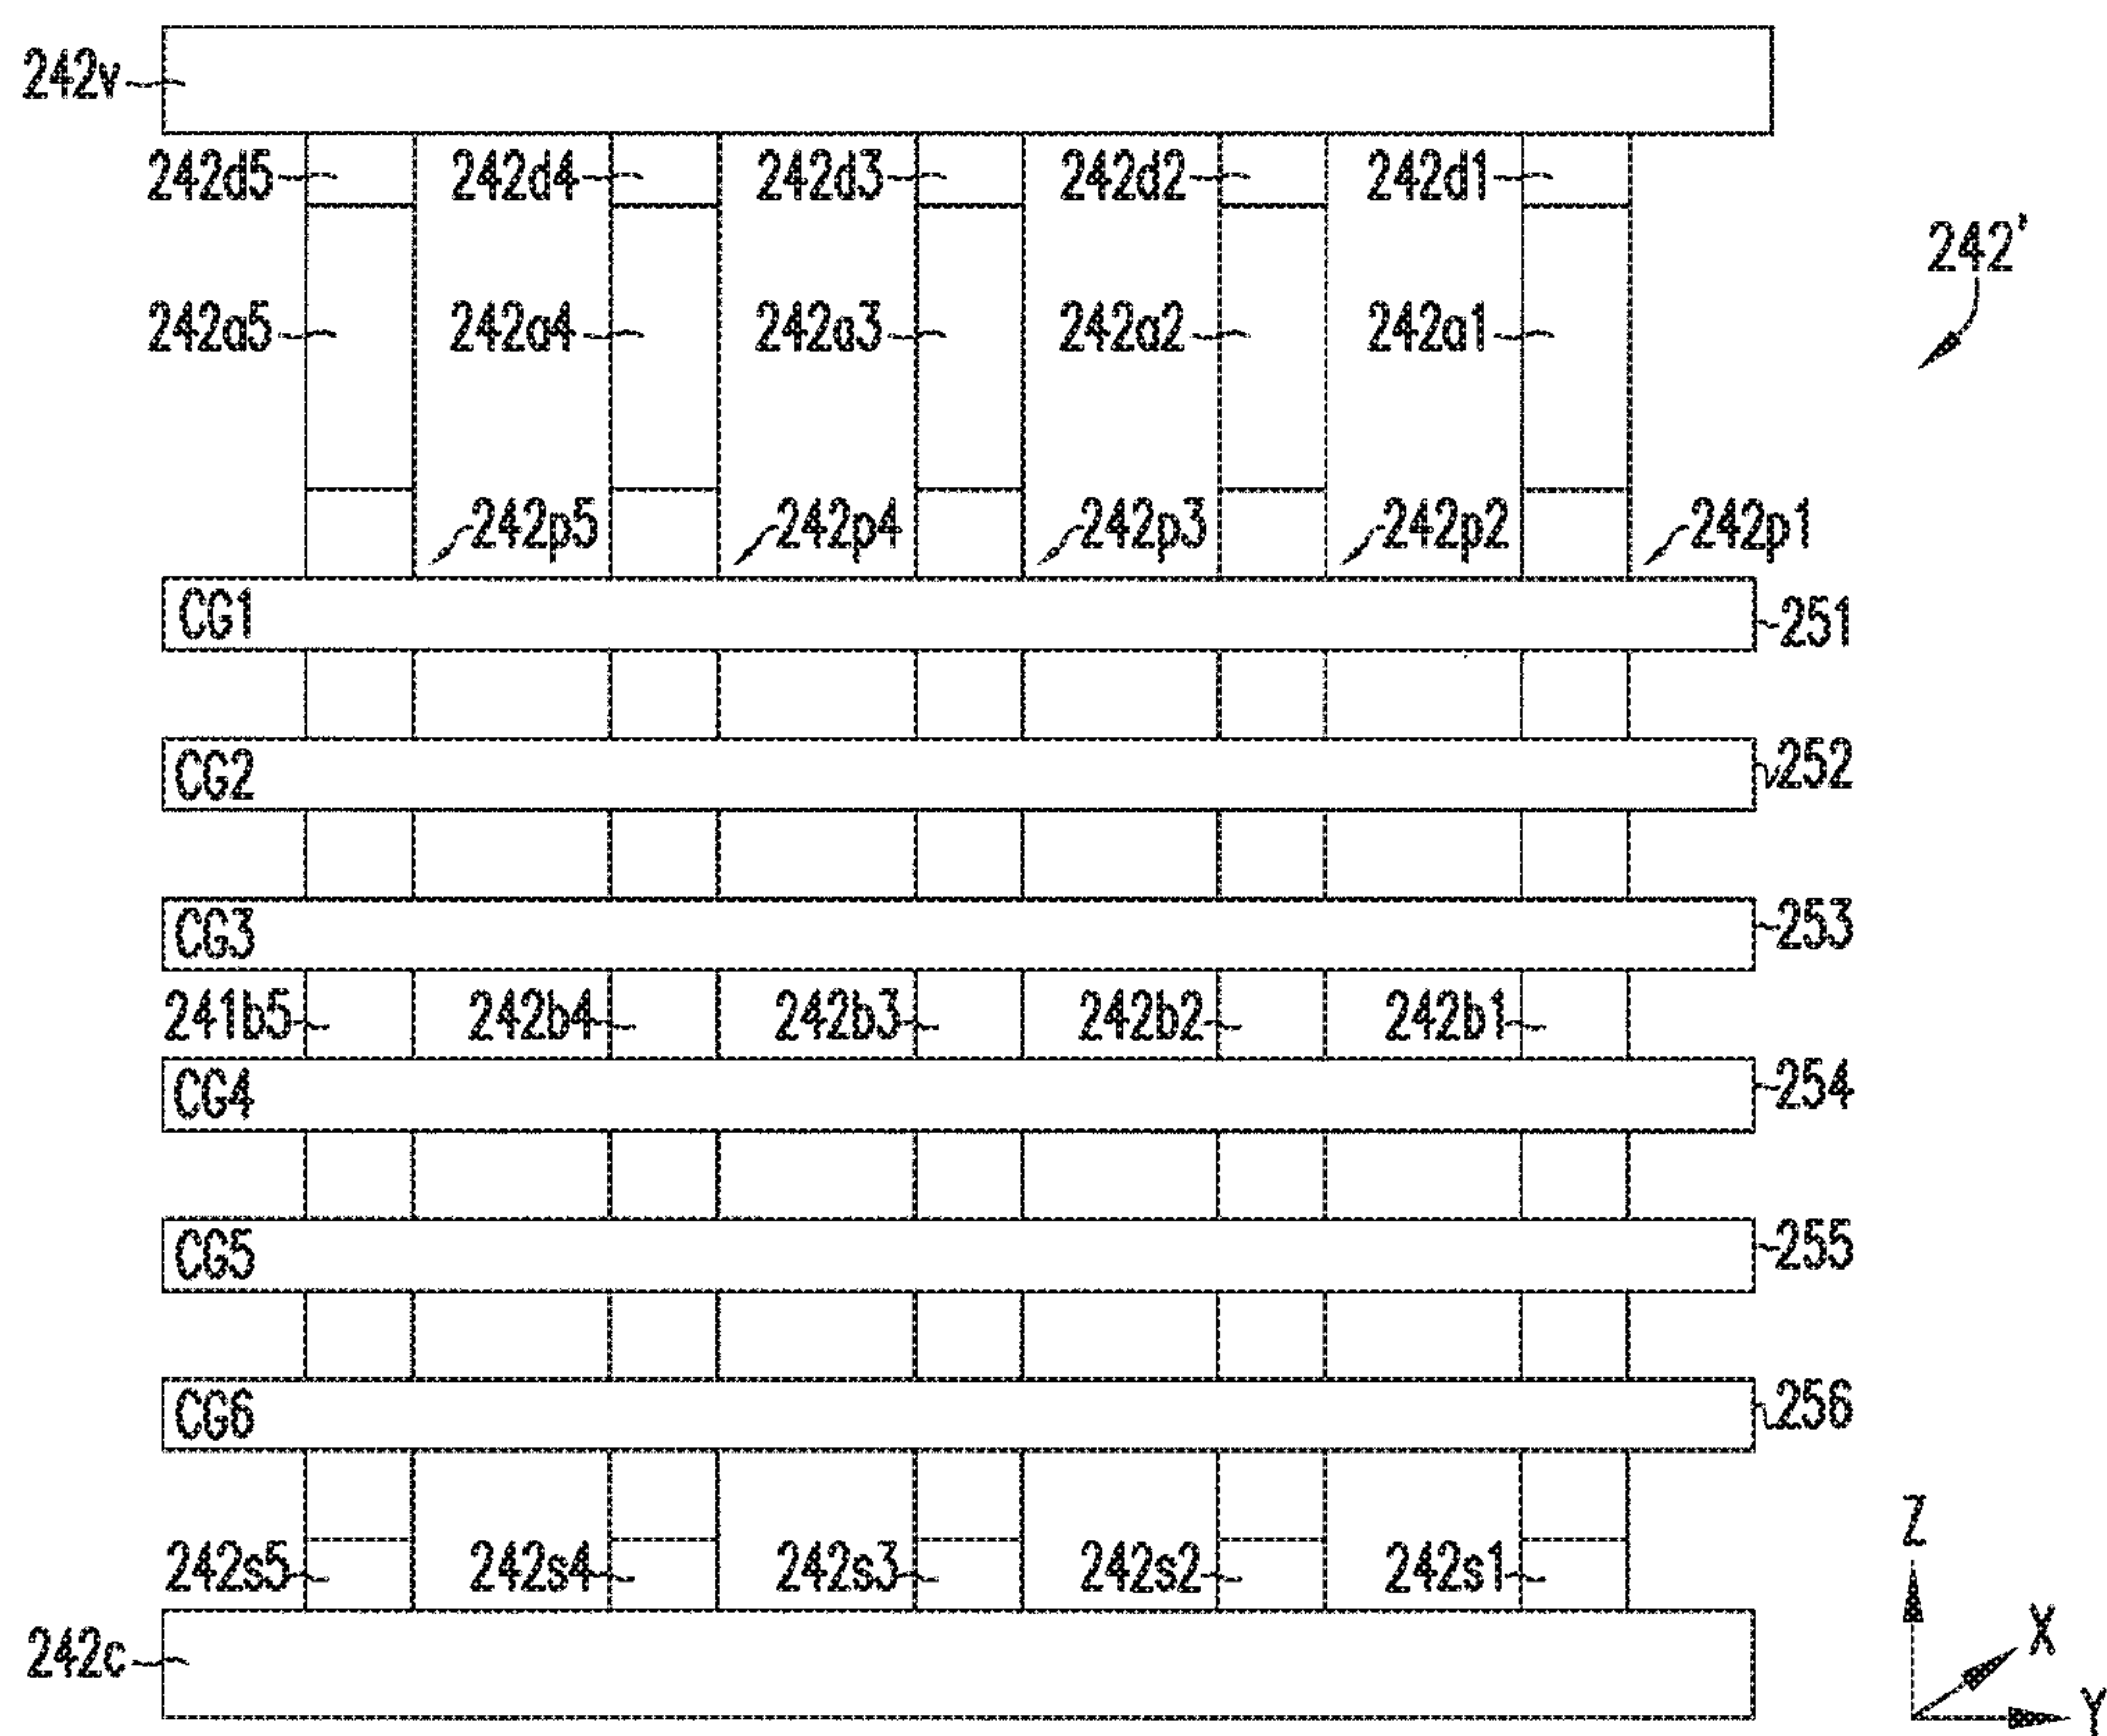 242v
242d5 242d4 242d3 242d2 242d1
242'
242a5 242a4 242a3 242a2 242a1
242p5 242p4 242p3 242p2 242p1
CG1 251
CG2 252
CG3 253
241b5 242b4 242b3 242b2 242b1
CG4 254
CG5 255
CG6 256
242s5 242s4 242s3 242s2 242s1
242c
Z
X
Y